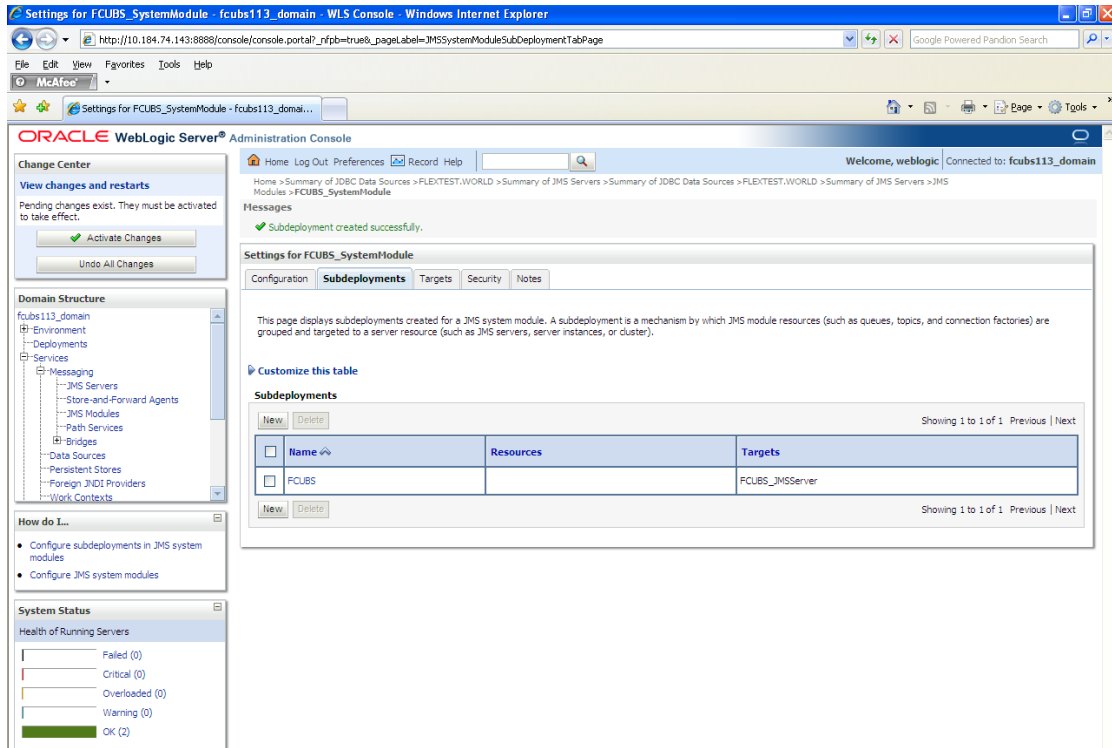 Settings for FCUBS_SystemModule - fcubs113_domain - WLS Console - Windows Internet Explorer
http://10.184.74.143:8888/console/console.portal?_nfpb=true&_pageLabel=JMSSystemModuleSubDeploymentTabPage
Google Powered Pandion Search
File Edit View Favorites Tools Help
McAfee
Settings for FCUBS_SystemModule - fcubs113_domai...
Page Tools
ORACLE WebLogic Server® Administration Console
Change Center
View changes and restarts
Pending changes exist. They must be activated
to take effect.
Activate Changes
Undo All Changes
Domain Structure
fcubs113_domain
Environment
Deployments
Services
Messaging
JMS Servers
Store-and-Forward Agents
JMS Modules
Path Services
Bridges
Data Sources
Persistent Stores
Foreign JNDI Providers
Work Contexts
How do I...
Configure subdeployments in JMS system
modules
Configure JMS system modules
System Status
Health of Running Servers
Failed (0)
Critical (0)
Overloaded (0)
Warning (0)
OK (2)
Home Log Out Preferences Record Help
Welcome, weblogic Connected to: fcubs113_domain
Home >Summary of JDBC Data Sources >FLEXTEST.WORLD >Summary of JMS Servers >Summary of JDBC Data Sources >FLEXTEST.WORLD >Summary of JMS Servers >JMS
Modules >FCUBS_SystemModule
Messages
Subdeployment created successfully.
Settings for FCUBS_SystemModule
Configuration Subdeployments Targets Security Notes
This page displays subdeployments created for a JMS system module. A subdeployment is a mechanism by which JMS module resources (such as queues, topics, and connection factories) are
grouped and targeted to a server resource (such as JMS servers, server instances, or cluster).
Customize this table
Subdeployments
New Delete Showing 1 to 1 of 1 Previous | Next
Name Resources Targets
FCUBS FCUBS_JMSServer
New Delete Showing 1 to 1 of 1 Previous | Next